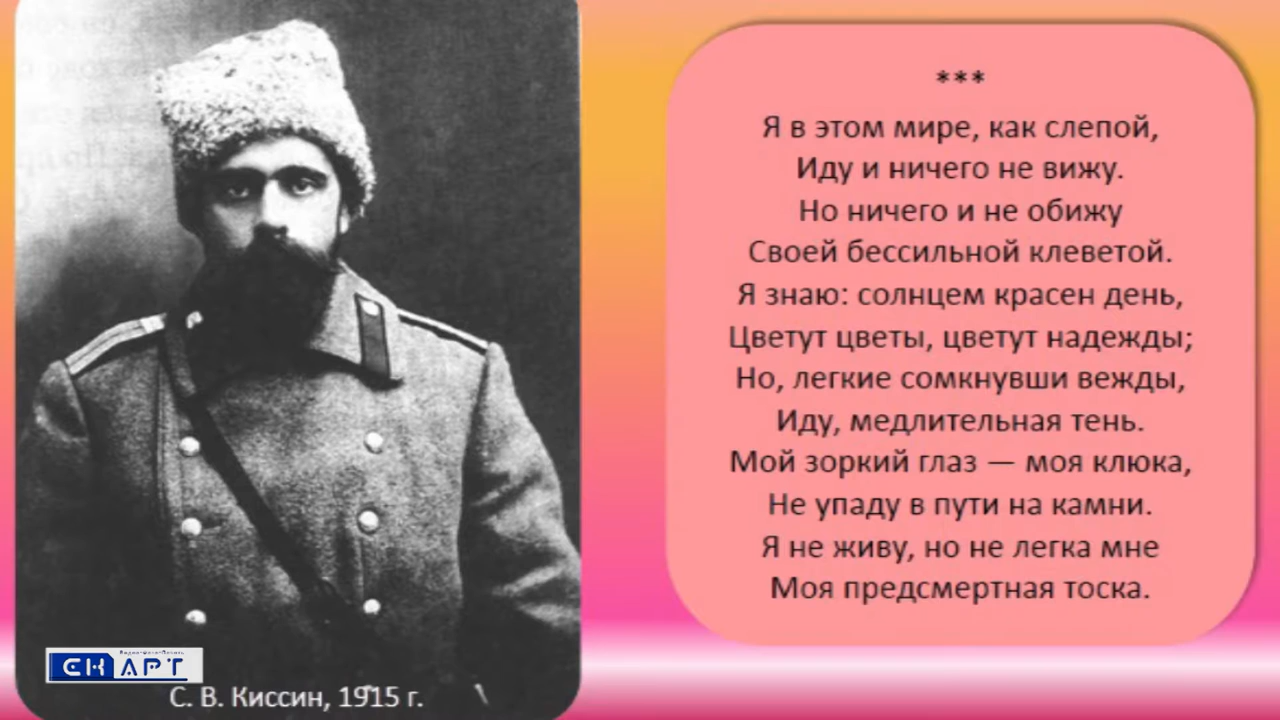 ***
Я в этом мире, как слепой,
Иду и ничего не вижу.
Но ничего и не обижу
Своей бессильной клеветой.
Я знаю: солнцем красен день,
Цветут цветы, цветут надежды;
Но, легкие сомкнувши вежды,
Иду, медлительная тень.
Мой зоркий глаз — моя клюка,
Не упаду в пути на камни.
Я не живу, но не легка мне
Моя предсмертная тоска.
СКАРТ
С. В. Киссин, 1915 г.